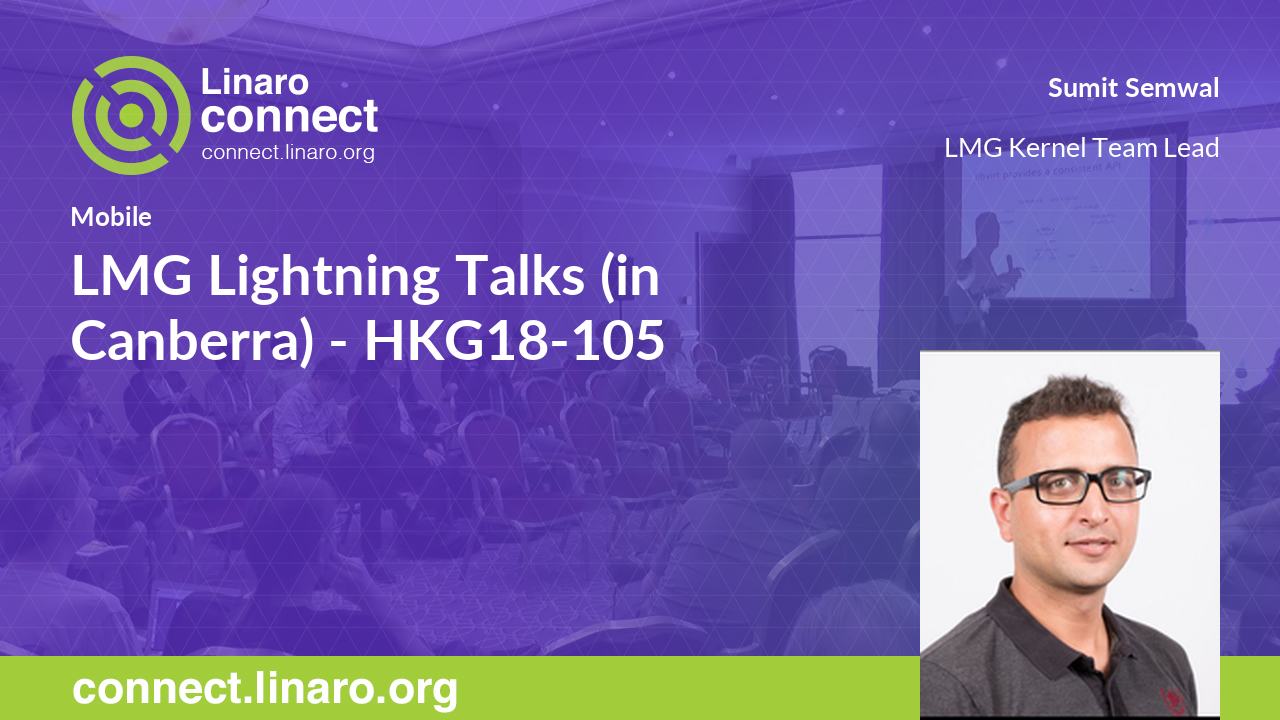 Linaro
connect
connect.linaro.org
Sumit Semwal
LMG Kernel Team Lead
Mobile
LMG Lightning Talks (in
Canberra) - HKG18-105
connect.linaro.org